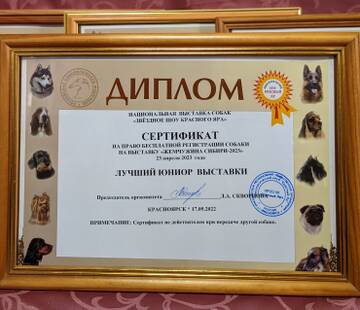 ДИПЛОМ
НАЦИОНАЛЬНАЯ ВЫСТАВКА СОБАК
«ЗВЁЗДНОЕ ШОУ КРАСНОГО ЯРА»
СЕРТИФИКАТ
НА ПРАВО БЕСПЛАТНОЙ РЕГИСТРАЦИИ СОБАКИ
НА ВЫСТАВКУ «ЖЕМЧУЖИНА СИБИРИ-2023»
23 апреля 2023 года
ЛУЧШИЙ ЮНИОР ВЫСТАВКИ
Председатель оргкомитета Л.А. СКВОРЦОВА
КРАСНОЯРСК * 17.09.2022
ПРИМЕЧАНИЕ: Сертификат не действителен при передаче другой собаке.